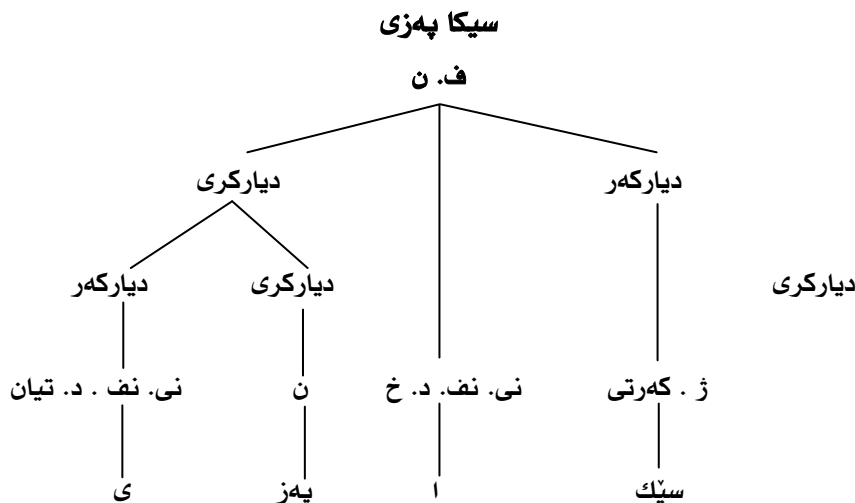 سیکا پەزی
ف. ن
دیارکەر دیارکری
دیارکری دیارکری دیارکەر
ژ . کەرتی نی. نف. د. خ ن نی. نف . د. تیان
سێك ا پەز ی